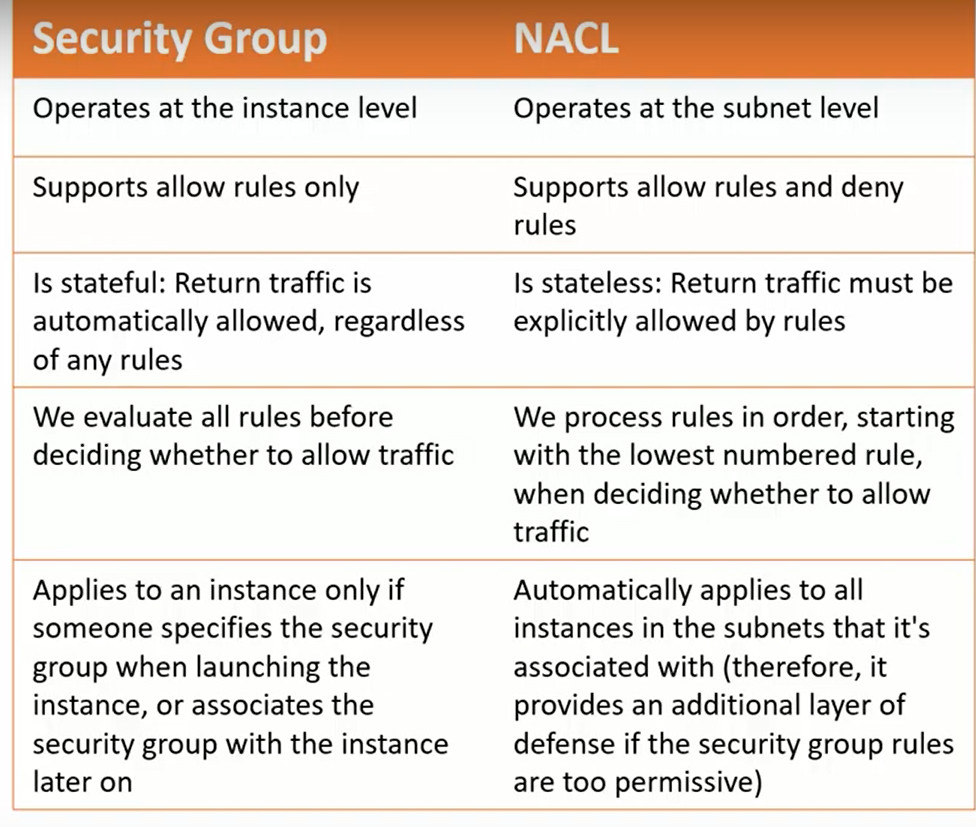 Security Group
NACL
Operates at the instance level
Operates at the subnet level
Supports allow rules only
Supports allow rules and deny
rules
Is stateful: Return traffic is
automatically allowed, regardless
of any rules
Is stateless: Return traffic must be
explicitly allowed by rules
We evaluate all rules before
deciding whether to allow traffic
We process rules in order, starting
with the lowest numbered rule,
when deciding whether to allow
traffic
Applies to an instance only if
someone specifies the security
group when launching the
instance, or associates the
security group with the instance
later on
Automatically applies to all
instances in the subnets that it's
associated with (therefore, it
provides an additional layer of
defense if the security group rules
are too permissive)